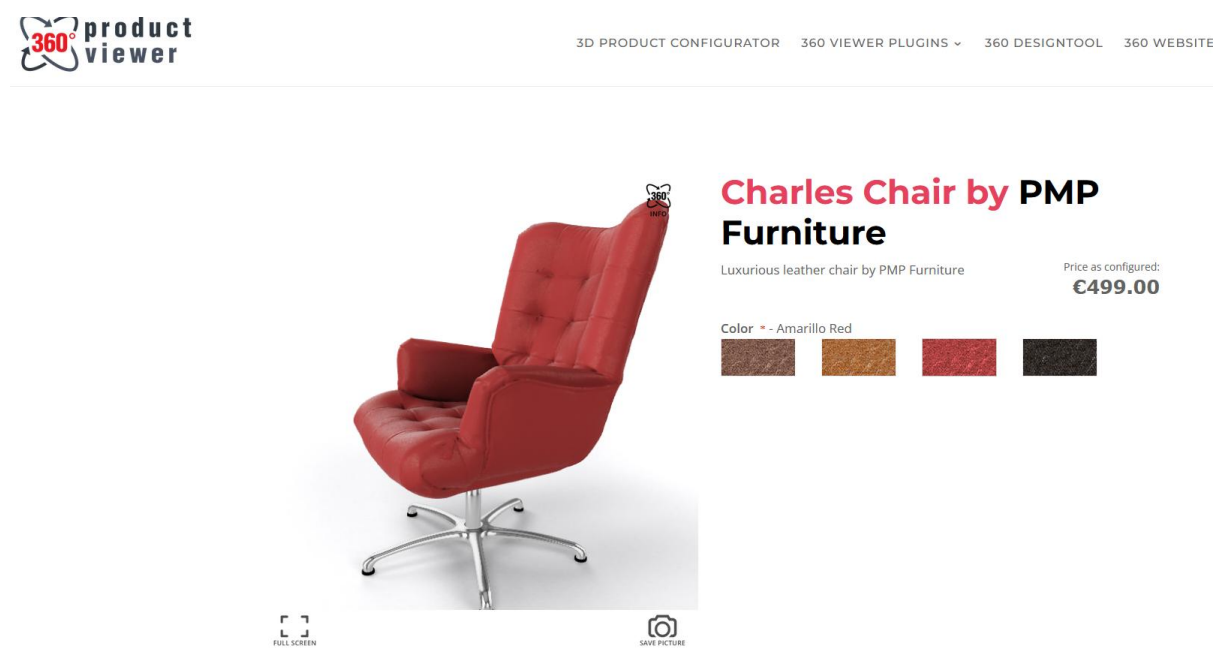 360° product
viewer
3D PRODUCT CONFIGURATOR 360 VIEWER PLUGINS 360 DESIGNTOOL 360 WEBSITE
360°
INFO
Charles Chair by PMP
Furniture
Luxurious leather chair by PMP Furniture
Price as configured:
€499.00
Color * - Amarillo Red
FULL SCREEN
SAVE PICTURE